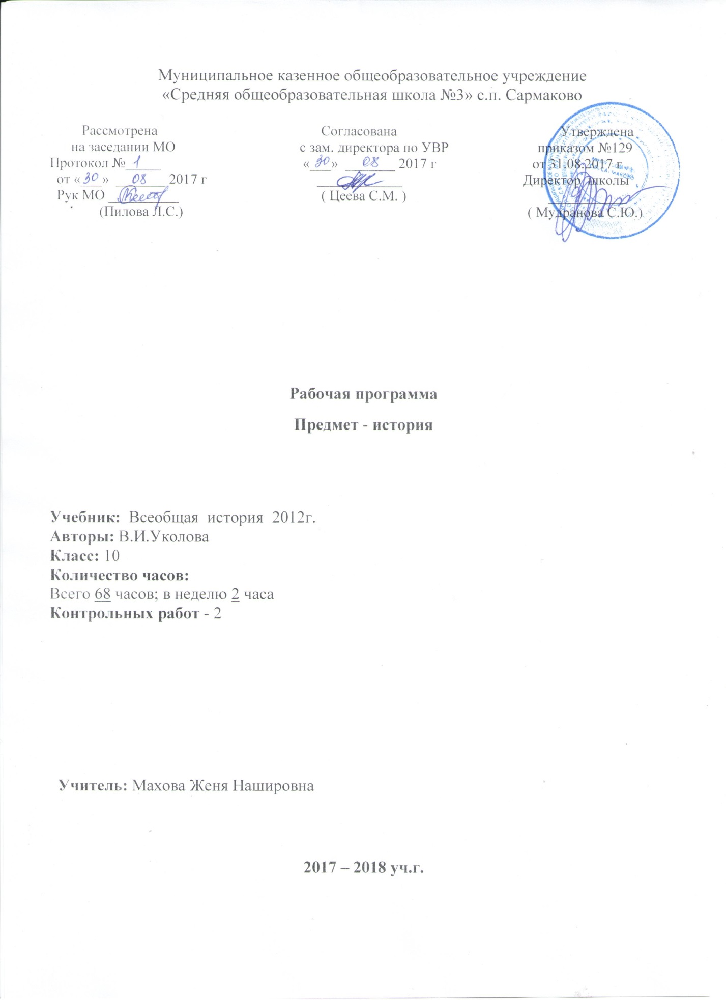 Муниципальное казенное общеобразовательное учреждение
«Средняя общеобразовательная школа №3» с.п. Сармаково
Рассмотрена
на заседании МО
Протокол № 1
от «30» 08 2017 г
Рук МО
(Пилова Л.С.)
Согласована
с зам. директора по УВР
«30» 08 2017 г
( Цеева С.М. )
Утверждена
приказом №129
от 31.08.2017 г
Директор школы
( Мудранова С.Ю.)
Рабочая программа
Предмет - история
Учебник: Всеобщая история 2012г.
Авторы: В.И.Уколова
Класс: 10
Количество часов:
Всего 68 часов; в неделю 2 часа
Контрольных работ - 2
Учитель: Махова Женя Нашировна
2017 – 2018 уч.г.